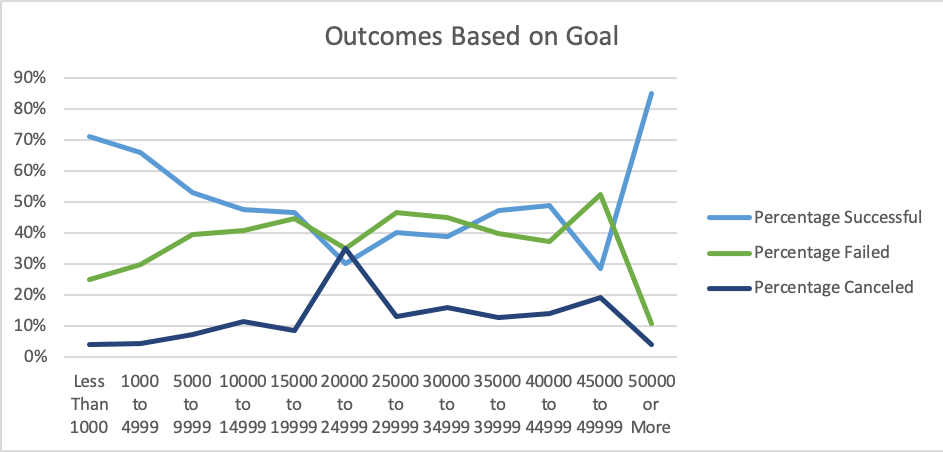 Outcomes Based on Goal
90%
80%
70%
60%
50%
40%
30%
20%
10%
0%
Less Than 1000
1000 to 4999
5000 to 9999
10000 to 14999
15000 to 19999
20000 to 24999
25000 to 29999
30000 to 34999
35000 to 39999
40000 to 44999
45000 to 49999
50000 or More
Percentage Successful
Percentage Failed
Percentage Canceled